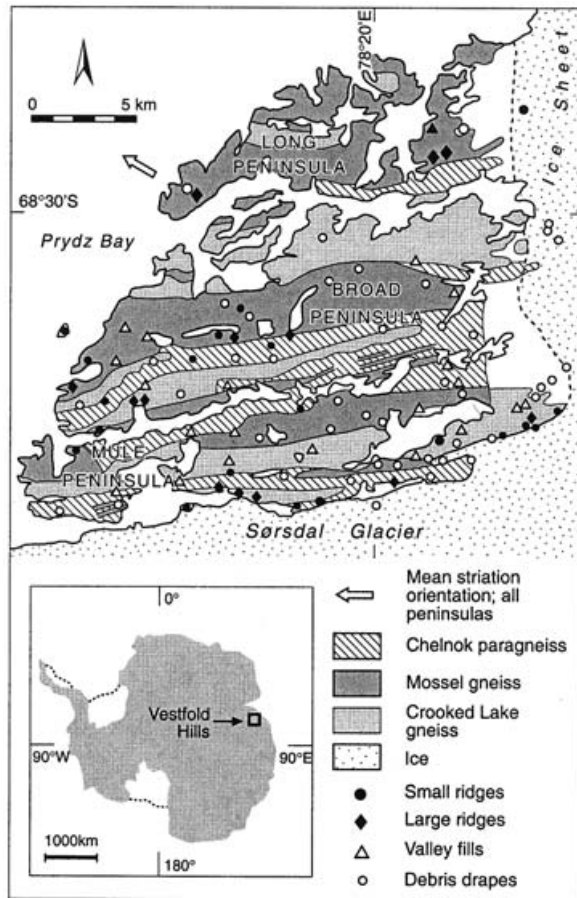 78°20'E
Ice Sheet
0 5 km
LONG
PENINSULA
68°30'S
Prydz Bay
BROAD
PENINSULA
MULE
PENINSULA
Sørsdal Glacier
0°
Vestfold
Hills
90°W
90°E
1000km
180°
Mean striation
orientation; all
peninsulas
Chelnok paragneiss
Mossel gneiss
Crooked Lake
gneiss
Ice
Small ridges
Large ridges
Valley fills
Debris drapes